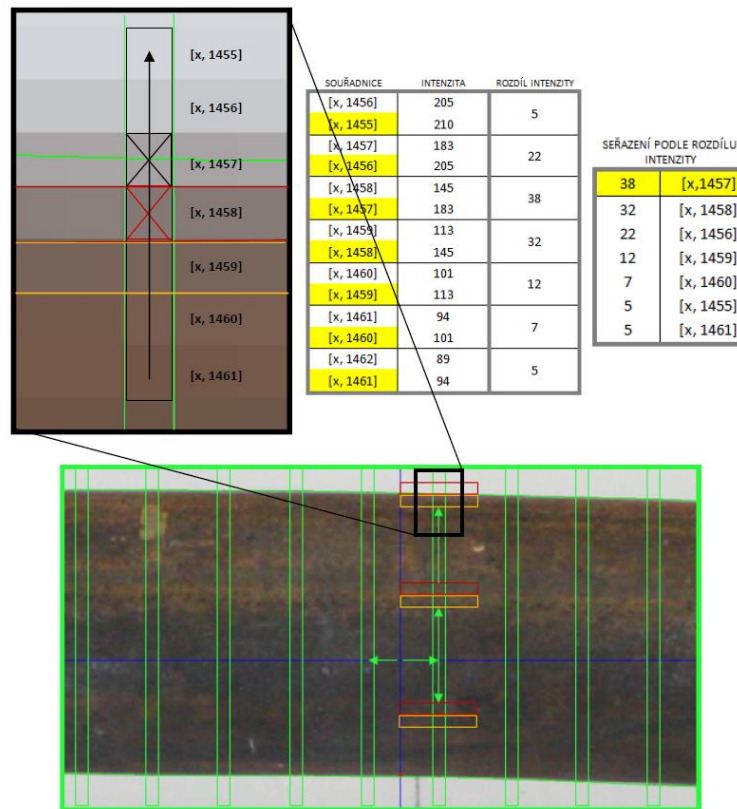 [x, 1455]
[x, 1456]
[x, 1457]
[x, 1458]
[x, 1459]
[x, 1460]
[x, 1461]
SOUŘADNICE INTENZITA ROZDÍL INTENZITY
[x, 1456] 205
5
[x, 1455] 210
[x, 1457] 183
22
[x, 1456] 205
[x, 1458] 145
38
[x, 1457] 183
[x, 1459] 113
32
[x, 1458] 145
[x, 1460] 101
12
[x, 1459] 113
[x, 1461] 94
7
[x, 1460] 101
[x, 1462] 89
5
[x, 1461] 94
SEŘAZENÍ PODLE ROZDÍLU
INTENZITY
38 [x,1457]
32 [x, 1458]
22 [x, 1456]
12 [x, 1459]
7 [x, 1460]
5 [x, 1455]
5 [x, 1461]